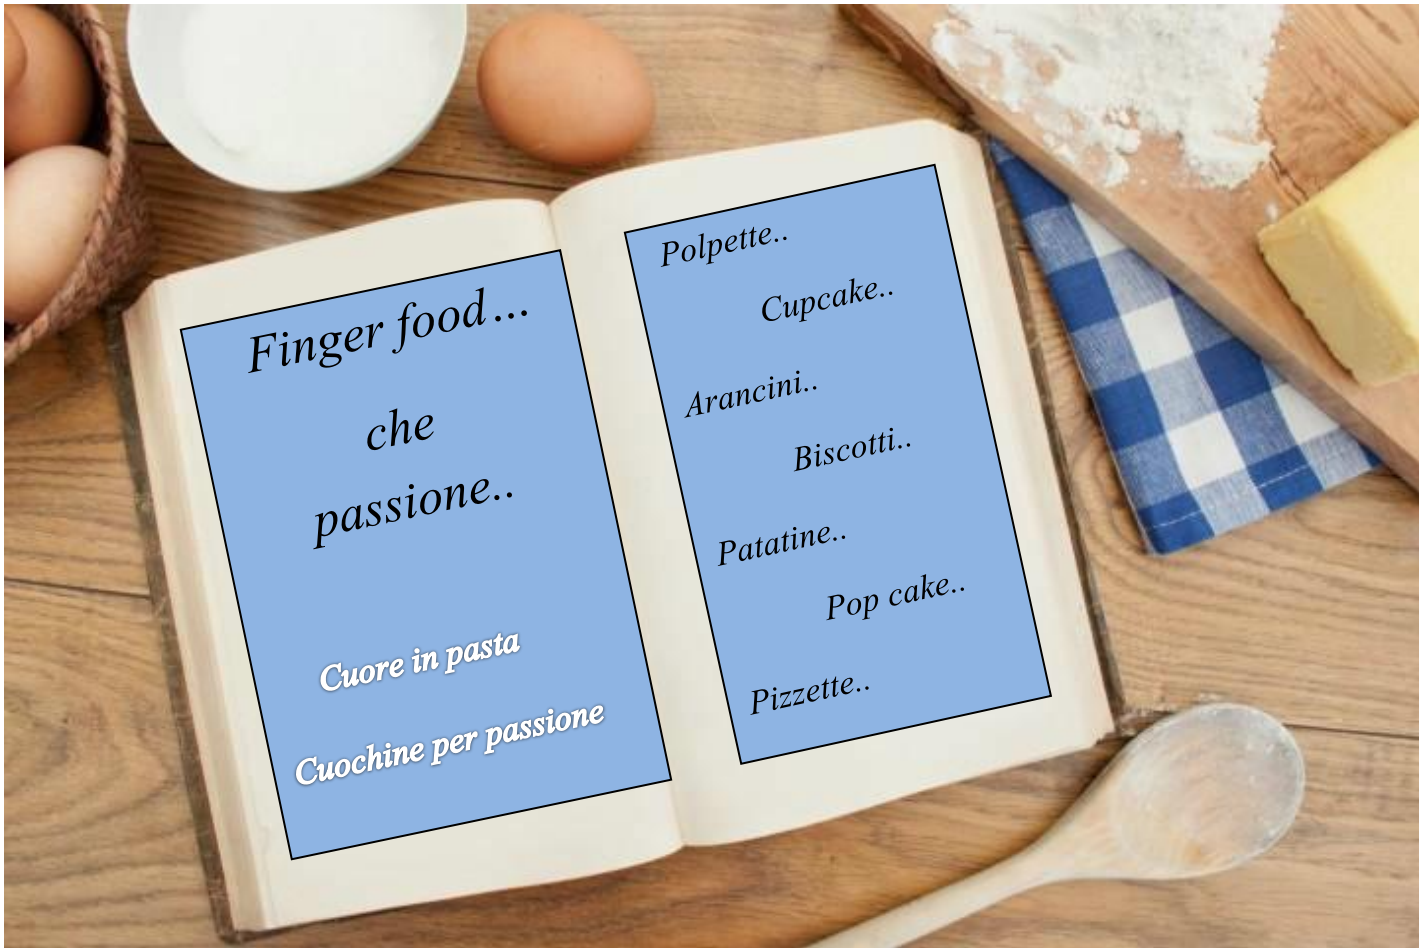 Finger food...
che
passione..
Cuore in pasta
Cuochine per passione
Polpette..
Cupcake..
Arancini..
Biscotti..
Patatine..
Pop cake..
Pizzette..